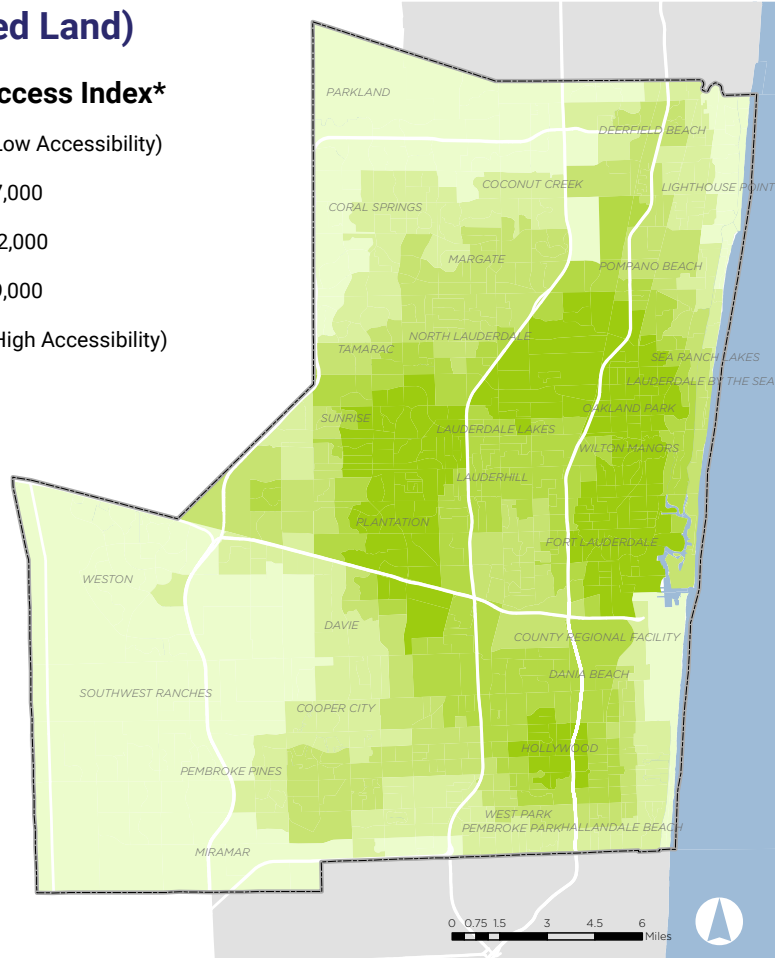 ed Land)
ccess Index*
Low Accessibility)
7,000
2,000
9,000
High Accessibility)
PARKLAND
DEERFIELD BEACH
COCONUT CREEK
LIGHTHOUSE POINT
CORAL SPRINGS
MARGATE
POMPANO BEACH
NORTH LAUDERDALE
TAMARAC
SEA RANCH LAKES
LAUDERDALE BY THE SEA
OAKLAND PARK
SUNRISE
LAUDERDALE LAKES
WILTON MANORS
LAUDERHILL
PLANTATION
FORT LAUDERDALE
WESTON
DAVIE
COUNTY REGIONAL FACILITY
DANIA BEACH
SOUTHWEST RANCHES
COOPER CITY
HOLLYWOOD
PEMBROKE PINES
WEST PARK
PEMBROKE PARK
HALLANDALE BEACH
MIRAMAR
0 0.75 1.5 3 4.5 6
Miles